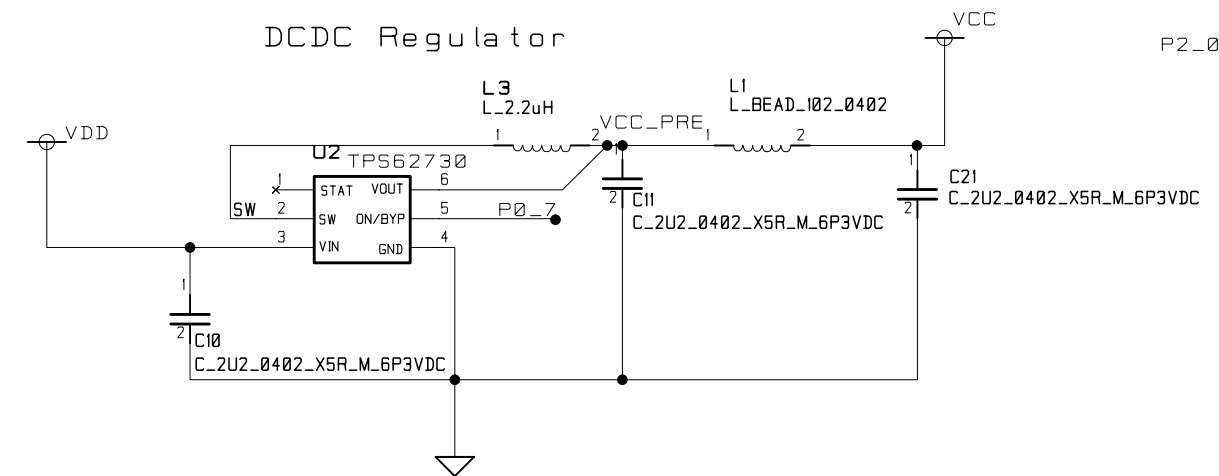 DCDC Regulator
VCC
P2_0
L3
L_2.2uH
L1
L_BEAD_102_0402
VDD
1
2
VCC_PRE
1
2
U2
TPS62730
1
STAT
VOUT
6
1
1
C21
C_2U2_0402_X5R_M_6P3VDC
2
SW
2
SW
ON/BYP
5
P0_7
2
C11
C_2U2_0402_X5R_M_6P3VDC
3
VIN
GND
4
1
2
C10
C_2U2_0402_X5R_M_6P3VDC